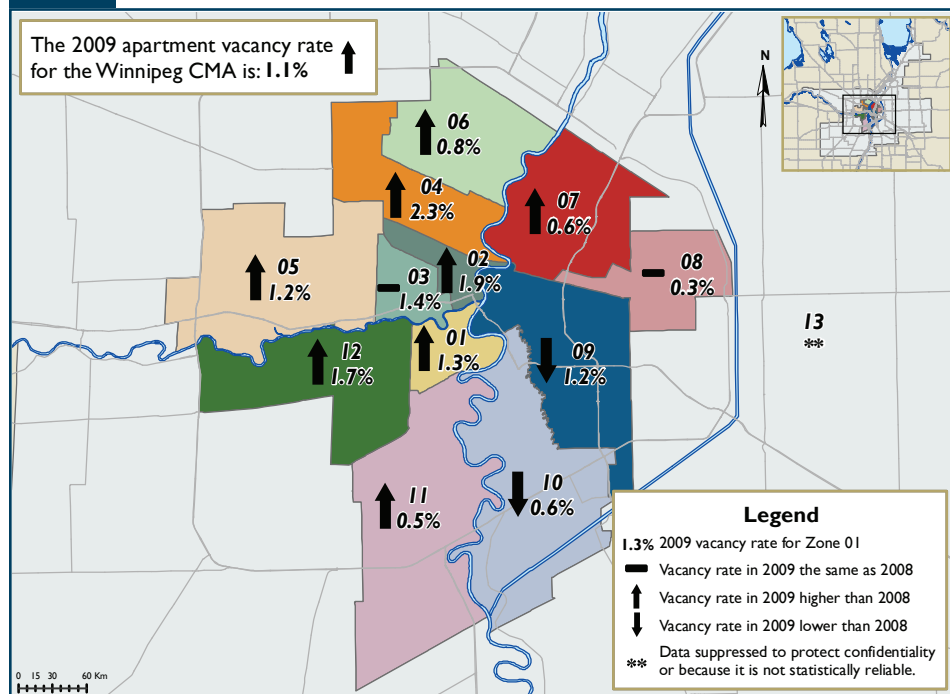 The 2009 apartment vacancy rate
for the Winnipeg CMA is: 1.1%
N
06
0.8%
04
2.3%
07
0.6%
05
1.2%
03
1.4%
02
1.9%
08
0.3%
13
**
12
1.7%
01
1.3%
09
1.2%
11
0.5%
10
0.6%
Legend
1.3% 2009 vacancy rate for Zone 01
Vacancy rate in 2009 the same as 2008
Vacancy rate in 2009 higher than 2008
Vacancy rate in 2009 lower than 2008
** Data suppressed to protect confidentiality
or because it is not statistically reliable.
0 15 30 60 Km